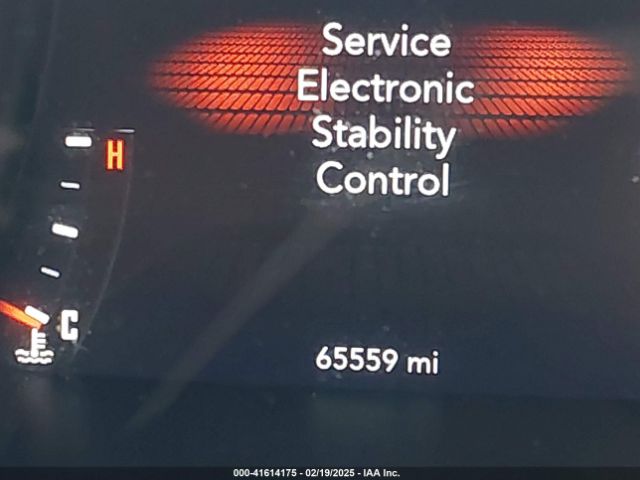 Service
Electronic
Stability
Control
H
C
65559 mi
000-41614175 - 02/19/2025 - IAA Inc.